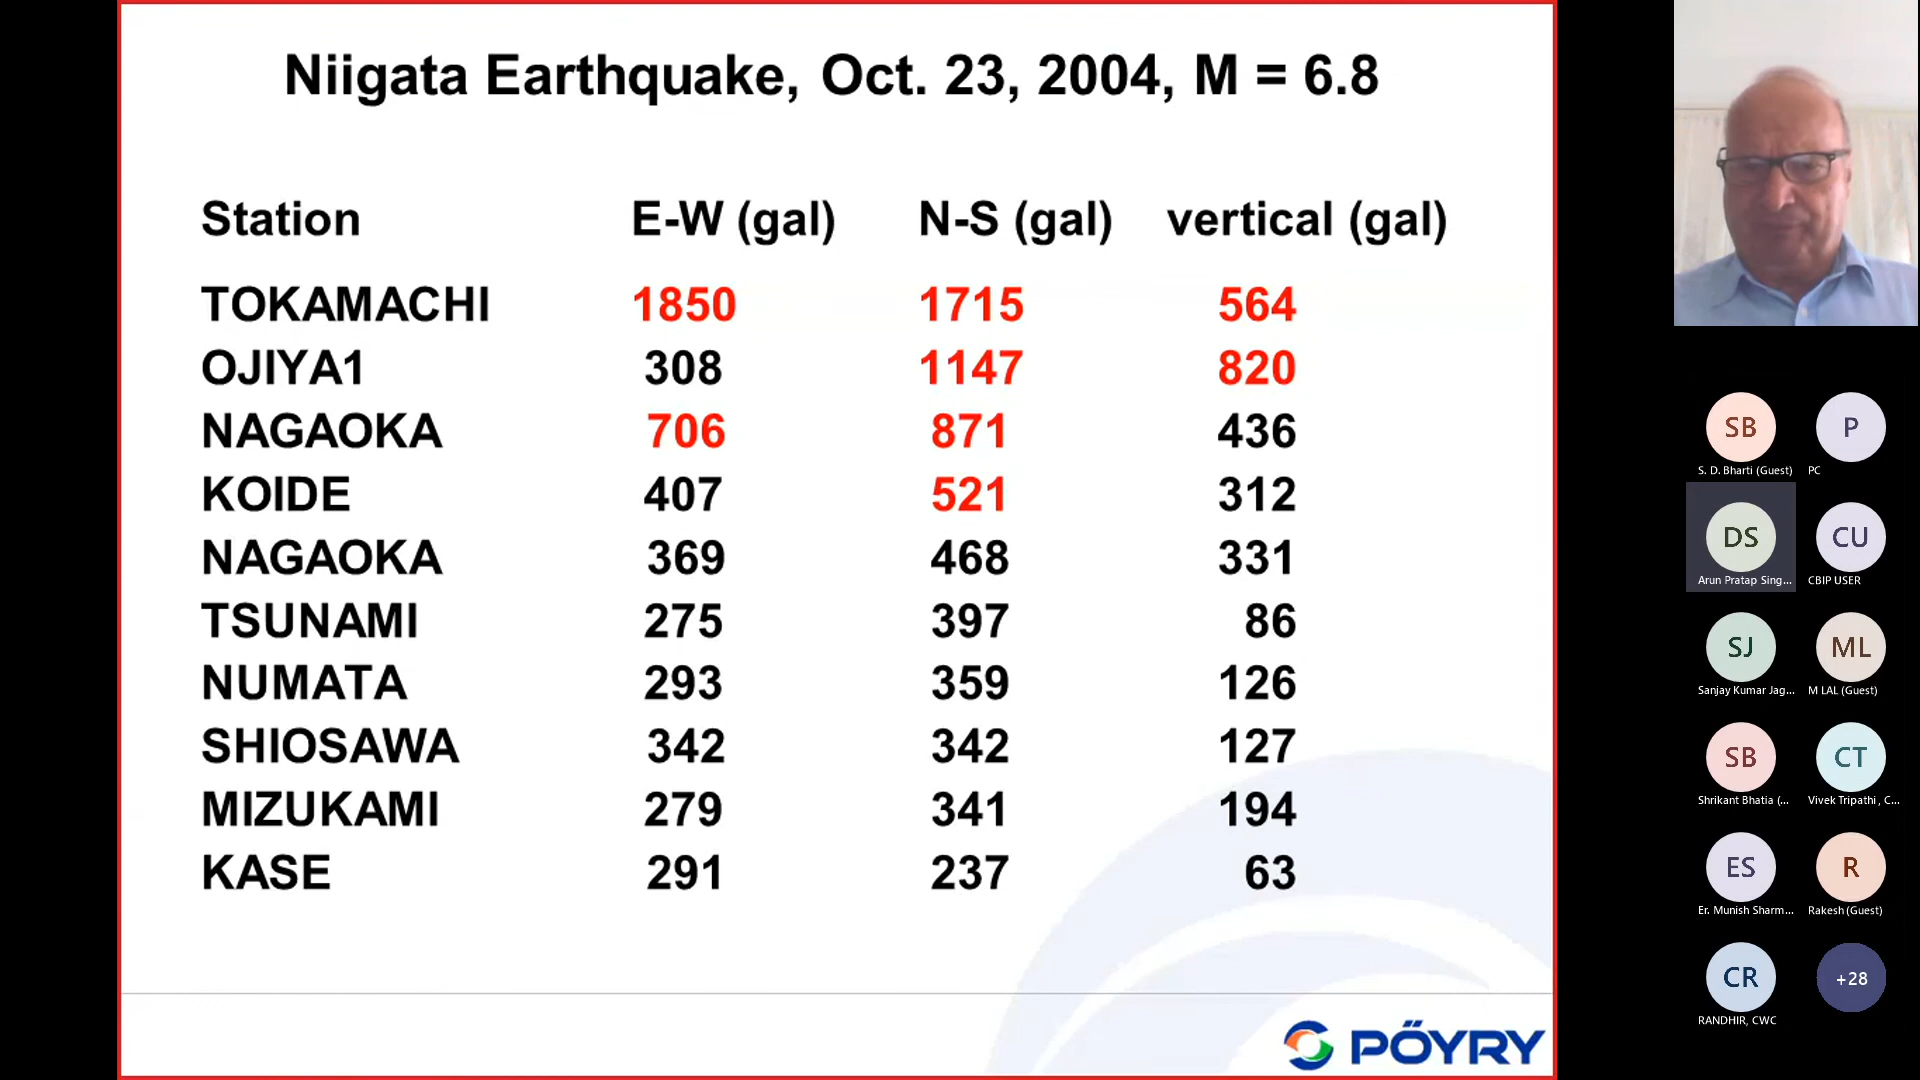 Niigata Earthquake, Oct. 23, 2004, M = 6.8
Station E-W (gal) N-S (gal) vertical (gal)
TOKAMACHI 1850 1715 564
OJIYA1 308 1147 820
NAGAOKA 706 871 436
KOIDE 407 521 312
NAGAOKA 369 468 331
TSUNAMI 275 397 86
NUMATA 293 359 126
SHIOSAWA 342 342 127
MIZUKAMI 279 341 194
KASE 291 237 63
PÖYRY
SB P
S. D. Bharti (Guest) PC
DS CU
Arun Pratap Sing... CBIP USER
SJ ML
Sanjay Kumar Jag... M LAL (Guest)
SB CT
Shrikant Bhatia (... Vivek Tripathi , C...
ES R
Er. Munish Sharm... Rakesh (Guest)
CR +28
RANDHIR, CWC